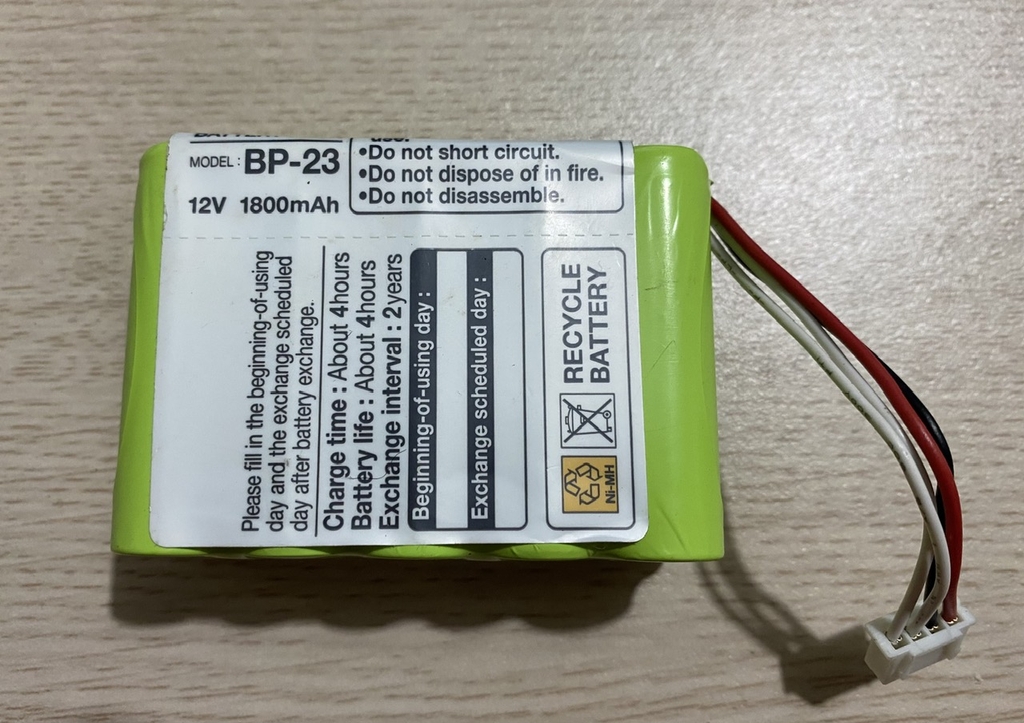 MODEL : BP-23
12V 1800mAh
use.
•Do not short circuit.
•Do not dispose of in fire.
•Do not disassemble.
Please fill in the beginning-of-using
day and the exchange scheduled
day after battery exchange.
Charge time : About 4hours
Battery life : About 4hours
Exchange interval : 2years
Beginning-of-using day :
Exchange scheduled day :
RECYCLE
BATTERY
Ni-MH